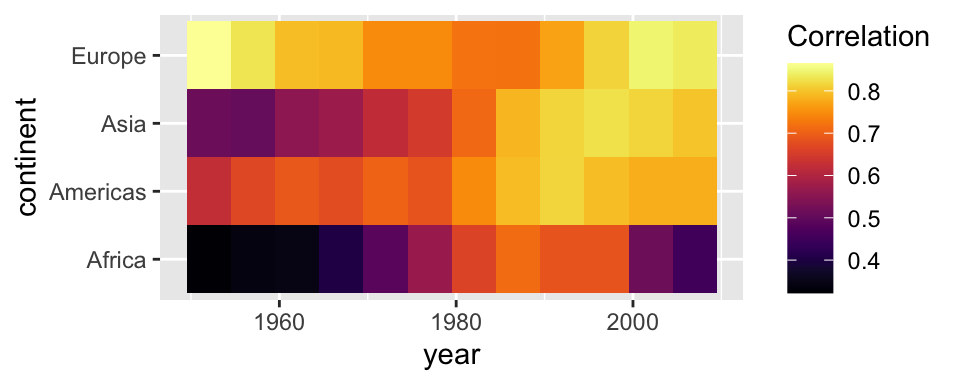 continent
Europe
Asia
Americas
Africa
1960 1980 2000
year
Correlation
0.8
0.7
0.6
0.5
0.4